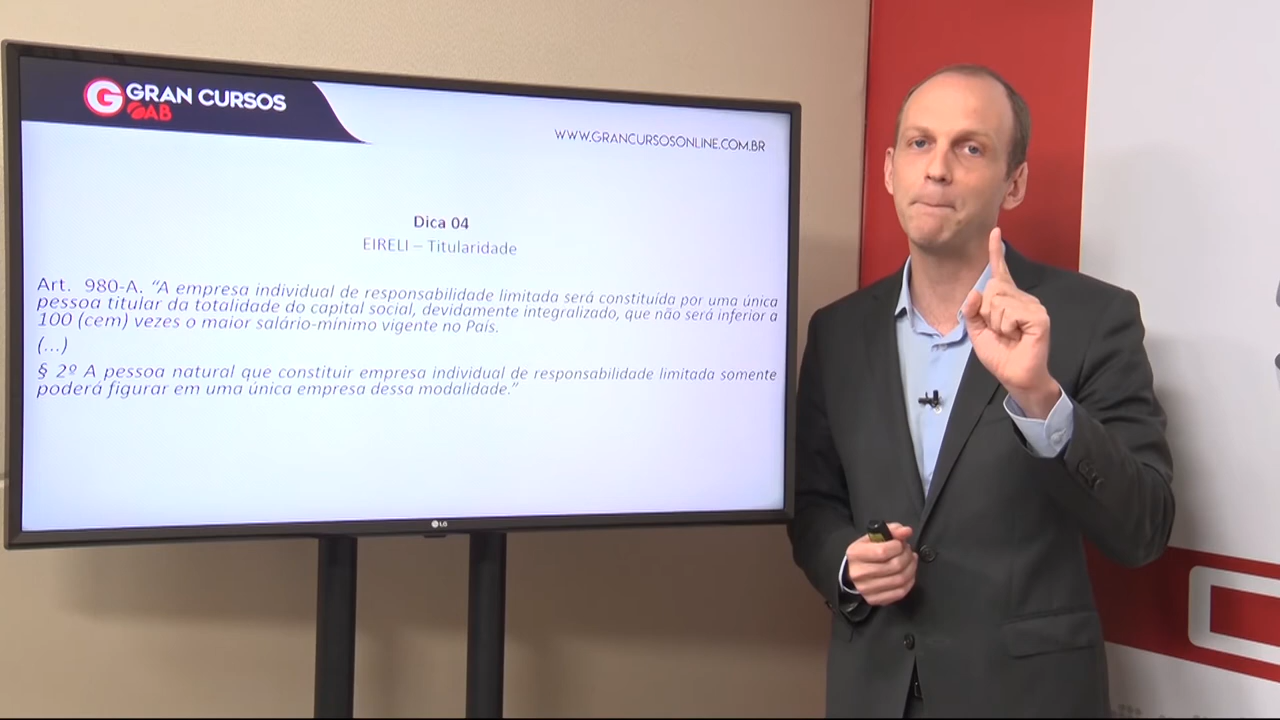 GRAN CURSOS
OAB
WWW.GRANCURSOSONLINE.COM.BR
Dica 04
EIRELI – Titularidade
Art. 980-A. “A empresa individual de responsabilidade limitada será constituída por uma única
pessoa titular da totalidade do capital social, devidamente integralizado, que não será inferior a
100 (cem) vezes o maior salário-mínimo vigente no País.
(...)
§ 2º A pessoa natural que constituir empresa individual de responsabilidade limitada somente
poderá figurar em uma única empresa dessa modalidade.”
LG